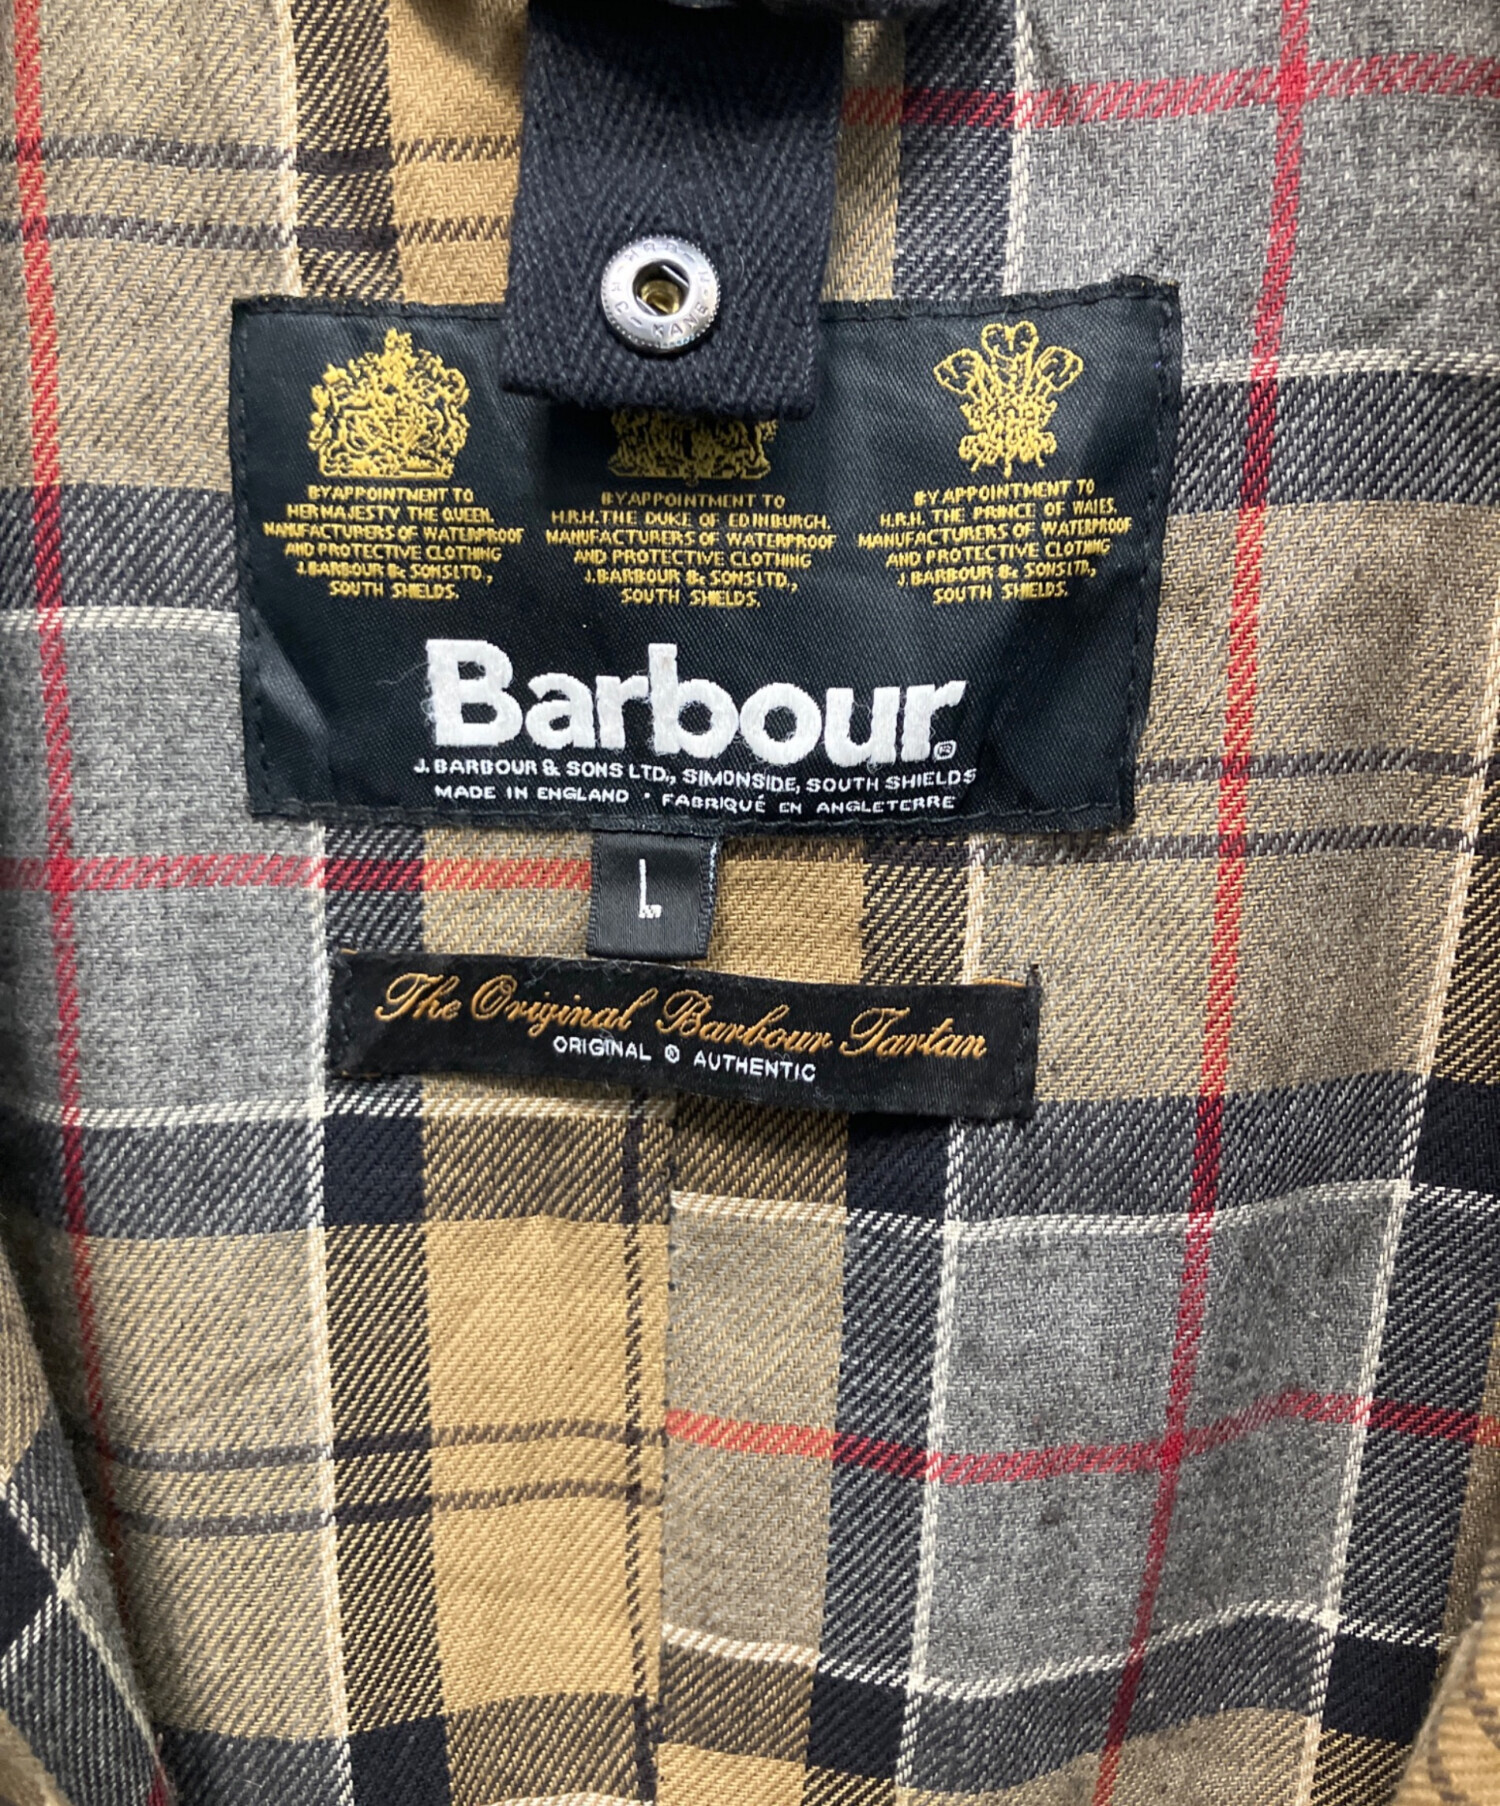 KANE
BY APPOINTMENT TO
HER MAJESTY THE QUEEN.
MANUFACTURERS OF WATERPROOF
AND PROTECTIVE CLOTHING
J.BARBOUR & SONS LTD.,
SOUTH SHIELDS.
BY APPOINTMENT TO
H.R.H. THE DUKE OF EDINBURGH.
MANUFACTURERS OF WATERPROOF
AND PROTECTIVE CLOTHING
J.BARBOUR & SONS LTD.,
SOUTH SHIELDS.
BY APPOINTMENT TO
H.R.H. THE PRINCE OF WALES.
MANUFACTURERS OF WATERPROOF
AND PROTECTIVE CLOTHING
J.BARBOUR & SONS LTD.,
SOUTH SHIELDS.
Barbour®
J. BARBOUR & SONS LTD., SIMONSIDE, SOUTH SHIELDS
MADE IN ENGLAND · FABRIQUÉ EN ANGLETERRE
L
The Original Barbour Tartan
ORIGINAL & AUTHENTIC